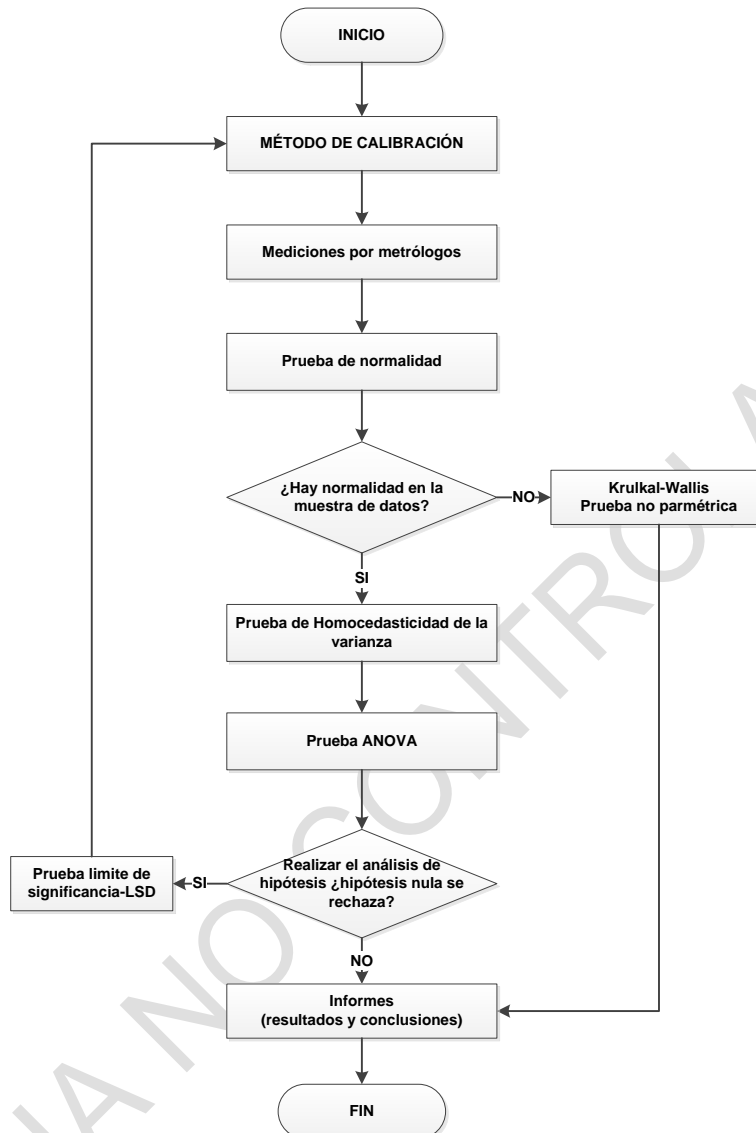 INICIO
MÉTODO DE CALIBRACIÓN
Mediciones por metrólogos
Prueba de normalidad
¿Hay normalidad en la
muestra de datos?
NO
Krulkal-Wallis
Prueba no parmétrica
SI
Prueba de Homocedasticidad de la
varianza
Prueba ANOVA
Realizar el análisis de
hipótesis ¿hipótesis nula se
rechaza?
SI
Prueba limite de
significancia-LSD
NO
Informes
(resultados y conclusiones)
FIN